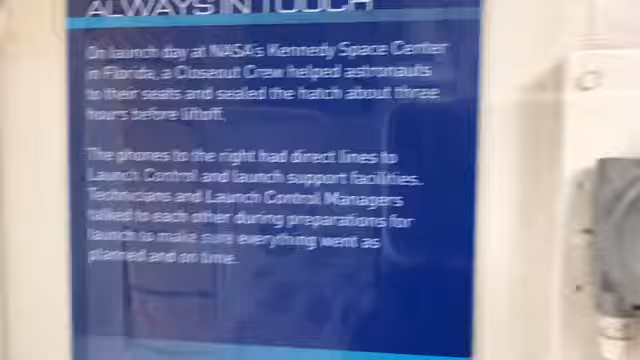 ALWAYS IN TOUCH
On launch day at NASA's Kennedy Space Center
in Florida, a Closeout Crew helped astronauts
to their seats and sealed the hatch about three
hours before liftoff.
The phones to the right had direct lines to
Launch Control and launch support facilities.
Technicians and Launch Control Managers
talked to each other during preparations for
launch to make sure everything went as
planned and on time.